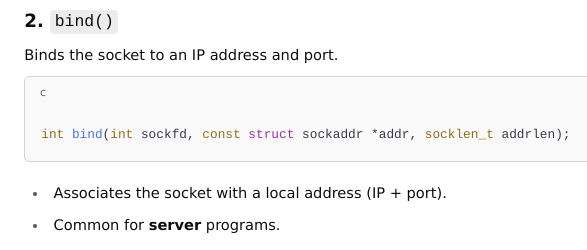 2. bind()
Binds the socket to an IP address and port.
c
int bind(int sockfd, const struct sockaddr *addr, socklen_t addrlen);
• Associates the socket with a local address (IP + port).
• Common for server programs.